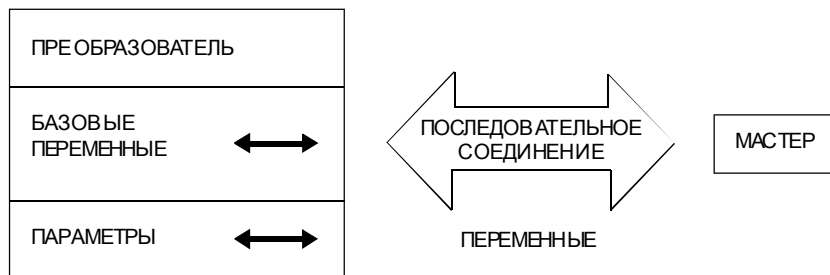 ПРЕОБРАЗОВАТЕЛЬ
БАЗОВЫЕ
ПЕРЕМЕННЫЕ
ПАРАМЕТРЫ
ПОСЛЕДОВАТЕЛЬНОЕ
СОЕДИНЕНИЕ
ПЕРЕМЕННЫЕ
МАСТЕР